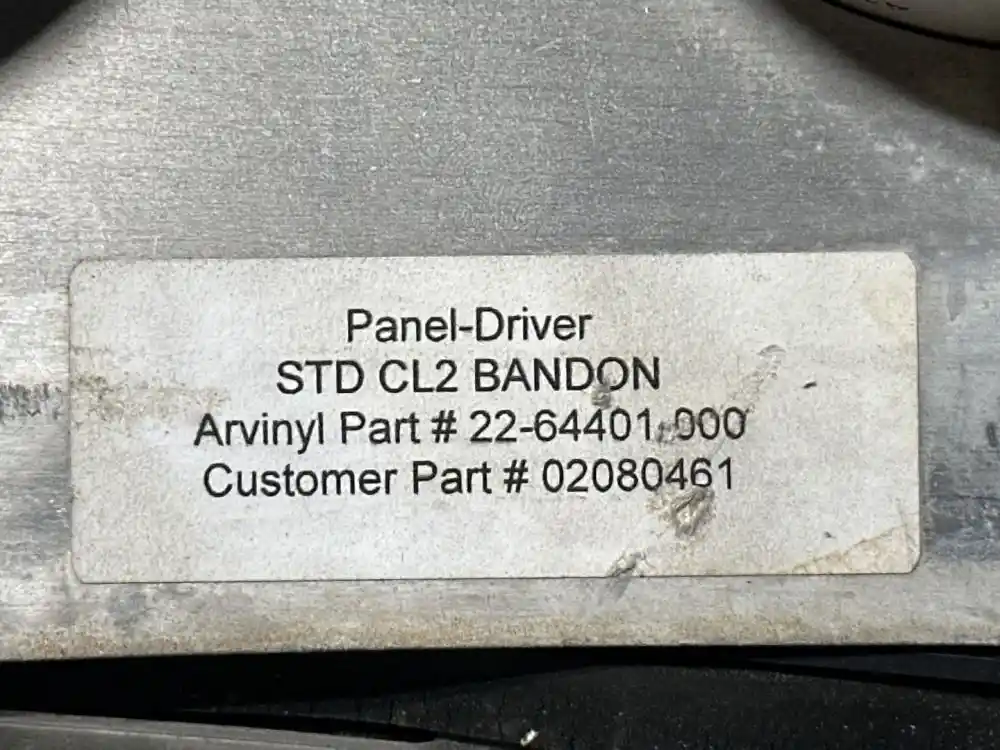 Panel-Driver
STD CL2 BANDON
Arvinyl Part # 22-64401-000
Customer Part # 02080461